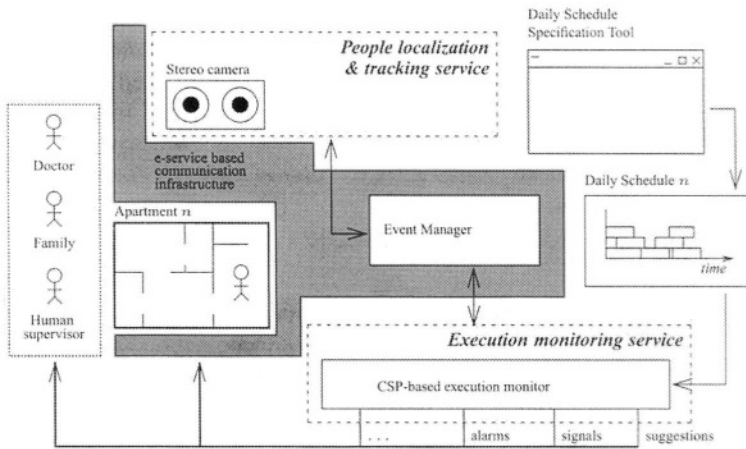 Daily Schedule
Specification Tool
People localization
& tracking service
Stereo camera
Doctor
Family
Human
supervisor
e-service based
communication
infrastructure
Apartment n
Event Manager
Daily Schedule n
time
Execution monitoring service
CSP-based execution monitor
. . .
alarms
signals
suggestions